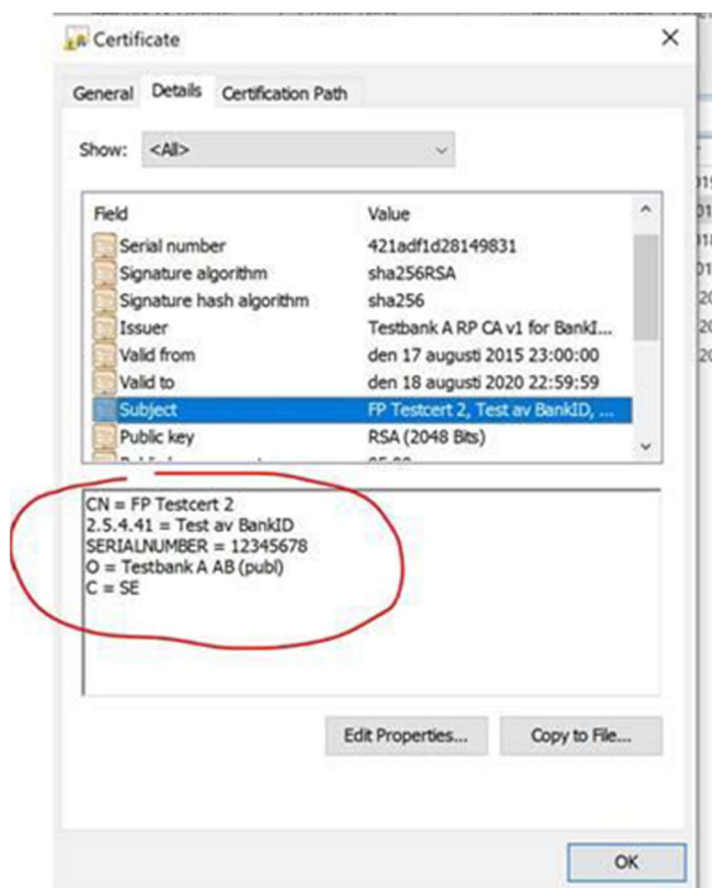 Certificate
General Details Certification Path
Show: <All>
Field Value
Serial number 421adf1d28149831
Signature algorithm sha256RSA
Signature hash algorithm sha256
Issuer Testbank A RP CA v1 for BankI...
Valid from den 17 augusti 2015 23:00:00
Valid to den 18 augusti 2020 22:59:59
Subject FP Testcert 2, Test av BankID, ...
Public key RSA (2048 Bits)
CN = FP Testcert 2
2.5.4.41 = Test av BankID
SERIALNUMBER = 12345678
O = Testbank A AB (publ)
C = SE
Edit Properties... Copy to File...
OK